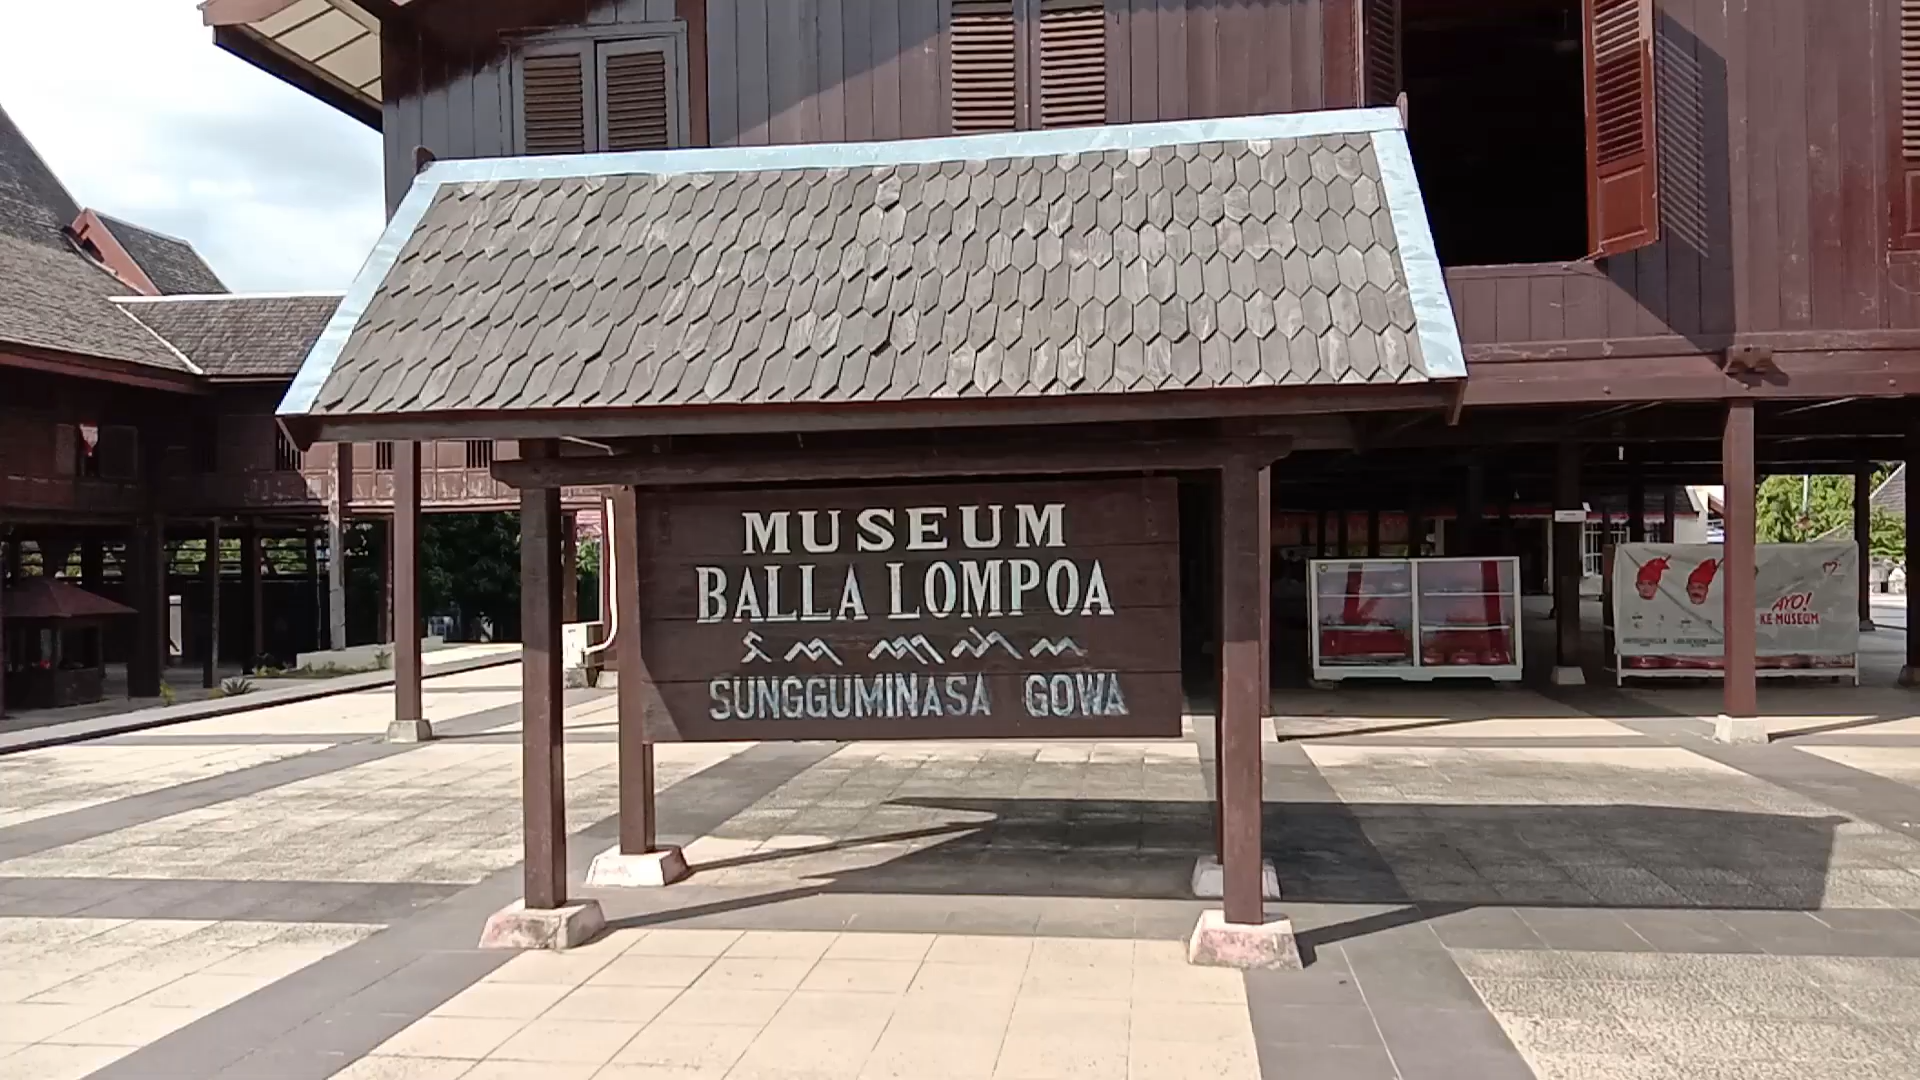 MUSEUM
BALLA LOMPOA
SUNGGUMINASA GOWA
AYO!
KE MUSEUM